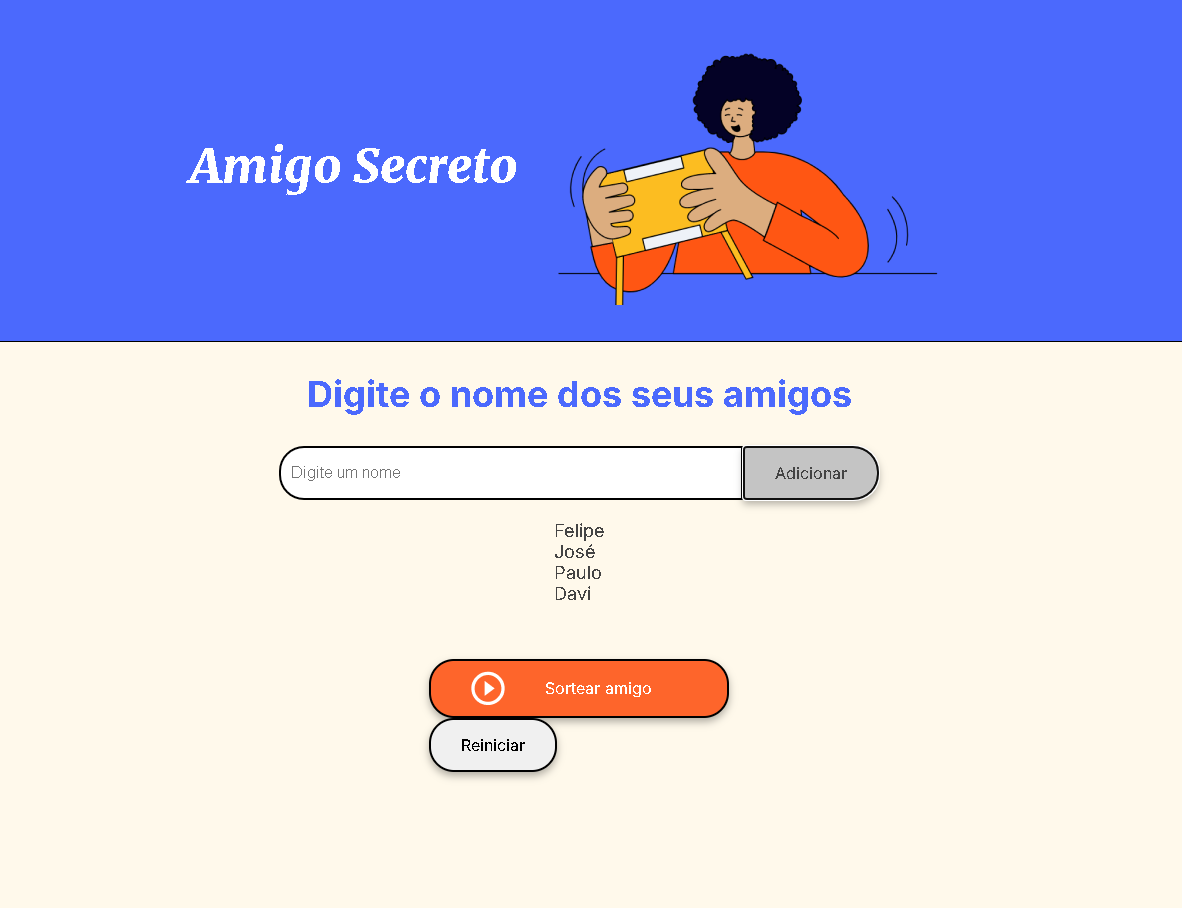 Amigo Secreto
Digite o nome dos seus amigos
Digite um nome
Adicionar
Felipe
José
Paulo
Davi
Sortear amigo
Reiniciar